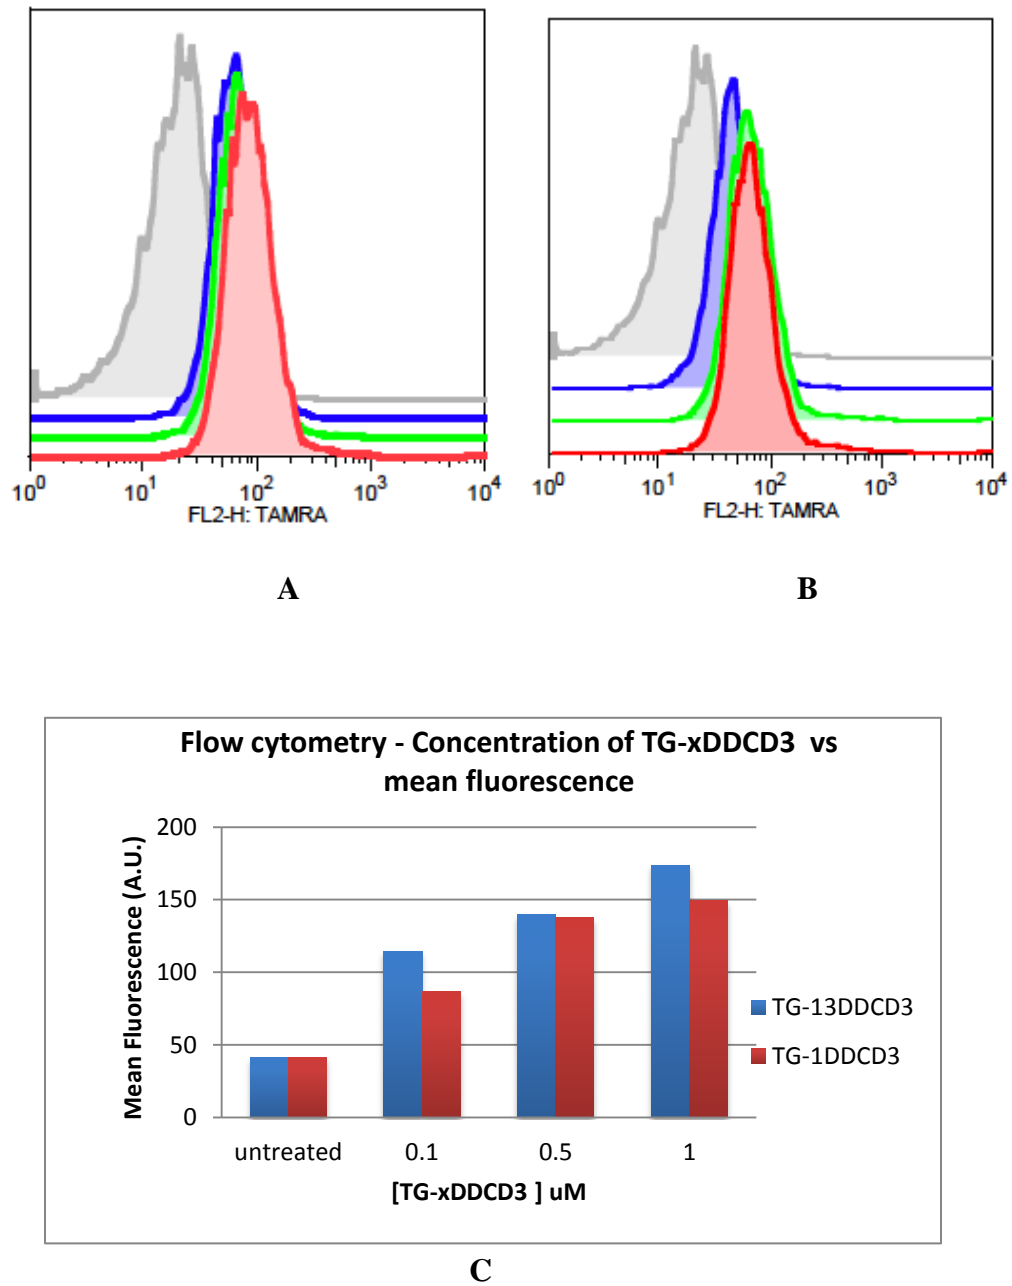 10^0 10^1 10^2 10^3 10^4
FL2-H: TAMRA
A
10^0 10^1 10^2 10^3 10^4
FL2-H: TAMRA
B
Flow cytometry - Concentration of TG-xDDCD3 vs
mean fluorescence
Mean Fluorescence (A.U.)
200
150
100
50
0
untreated 0.1 0.5 1
[TG-xDDCD3 ] uM
TG-13DDCD3
TG-1DDCD3
C